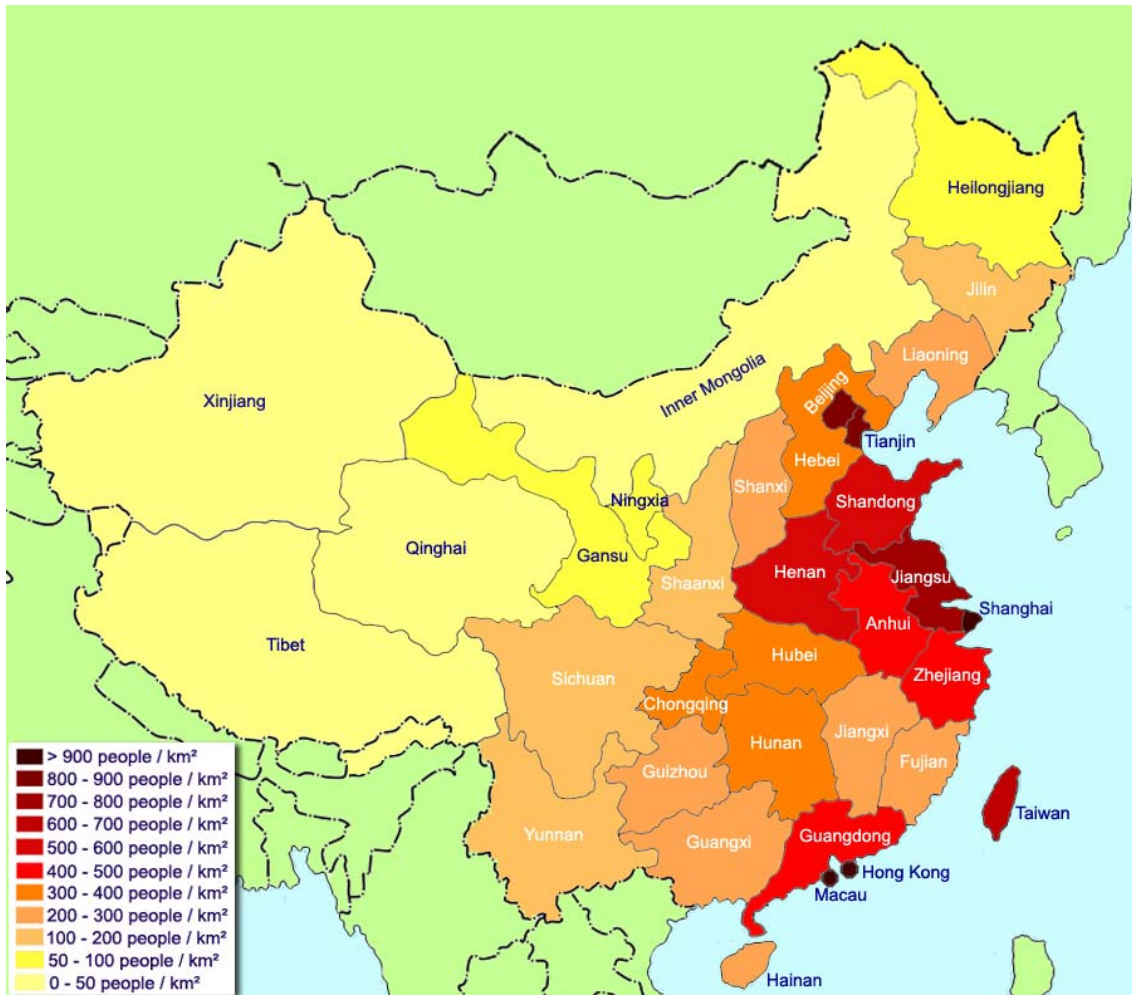 Heilongjiang
Jilin
Liaoning
Inner Mongolia
Beijing
Tianjin
Xinjiang
Hebei
Shanxi
Shandong
Ningxia
Qinghai
Gansu
Henan
Jiangsu
Shaanxi
Shanghai
Anhui
Tibet
Hubei
Zhejiang
Sichuan
Chongqing
Jiangxi
Hunan
Fujian
Guizhou
Taiwan
Yunnan
Guangxi
Guangdong
Hong Kong
Macau
Hainan
> 900 people / km²
800 - 900 people / km²
700 - 800 people / km²
600 - 700 people / km²
500 - 600 people / km²
400 - 500 people / km²
300 - 400 people / km²
200 - 300 people / km²
100 - 200 people / km²
50 - 100 people / km²
0 - 50 people / km²